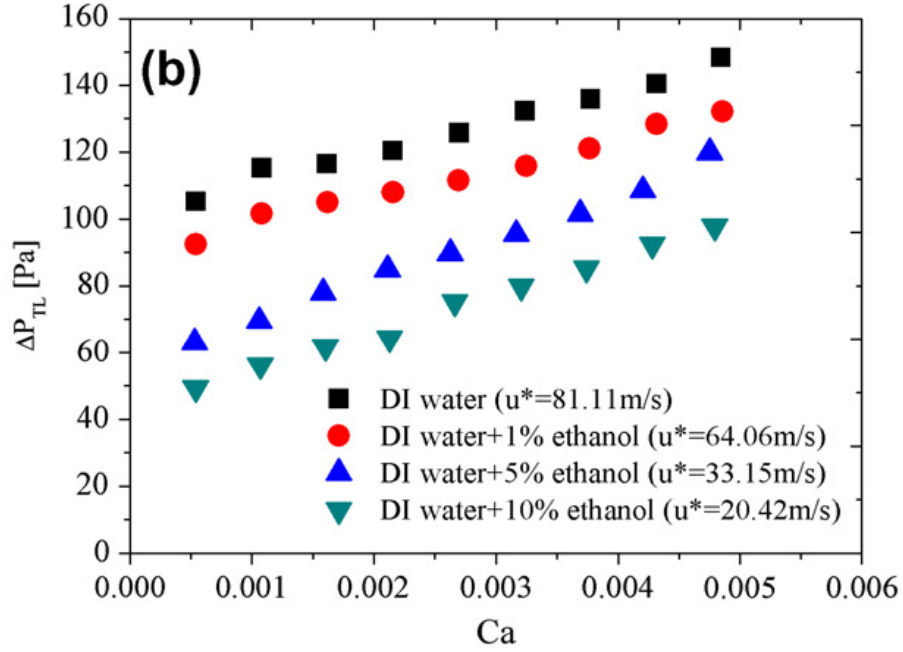 (b)
160
140
120
100
80
60
40
20
0
ΔP_TL [Pa]
DI water (u*=81.11m/s)
DI water+1% ethanol (u*=64.06m/s)
DI water+5% ethanol (u*=33.15m/s)
DI water+10% ethanol (u*=20.42m/s)
0.000 0.001 0.002 0.003 0.004 0.005 0.006
Ca